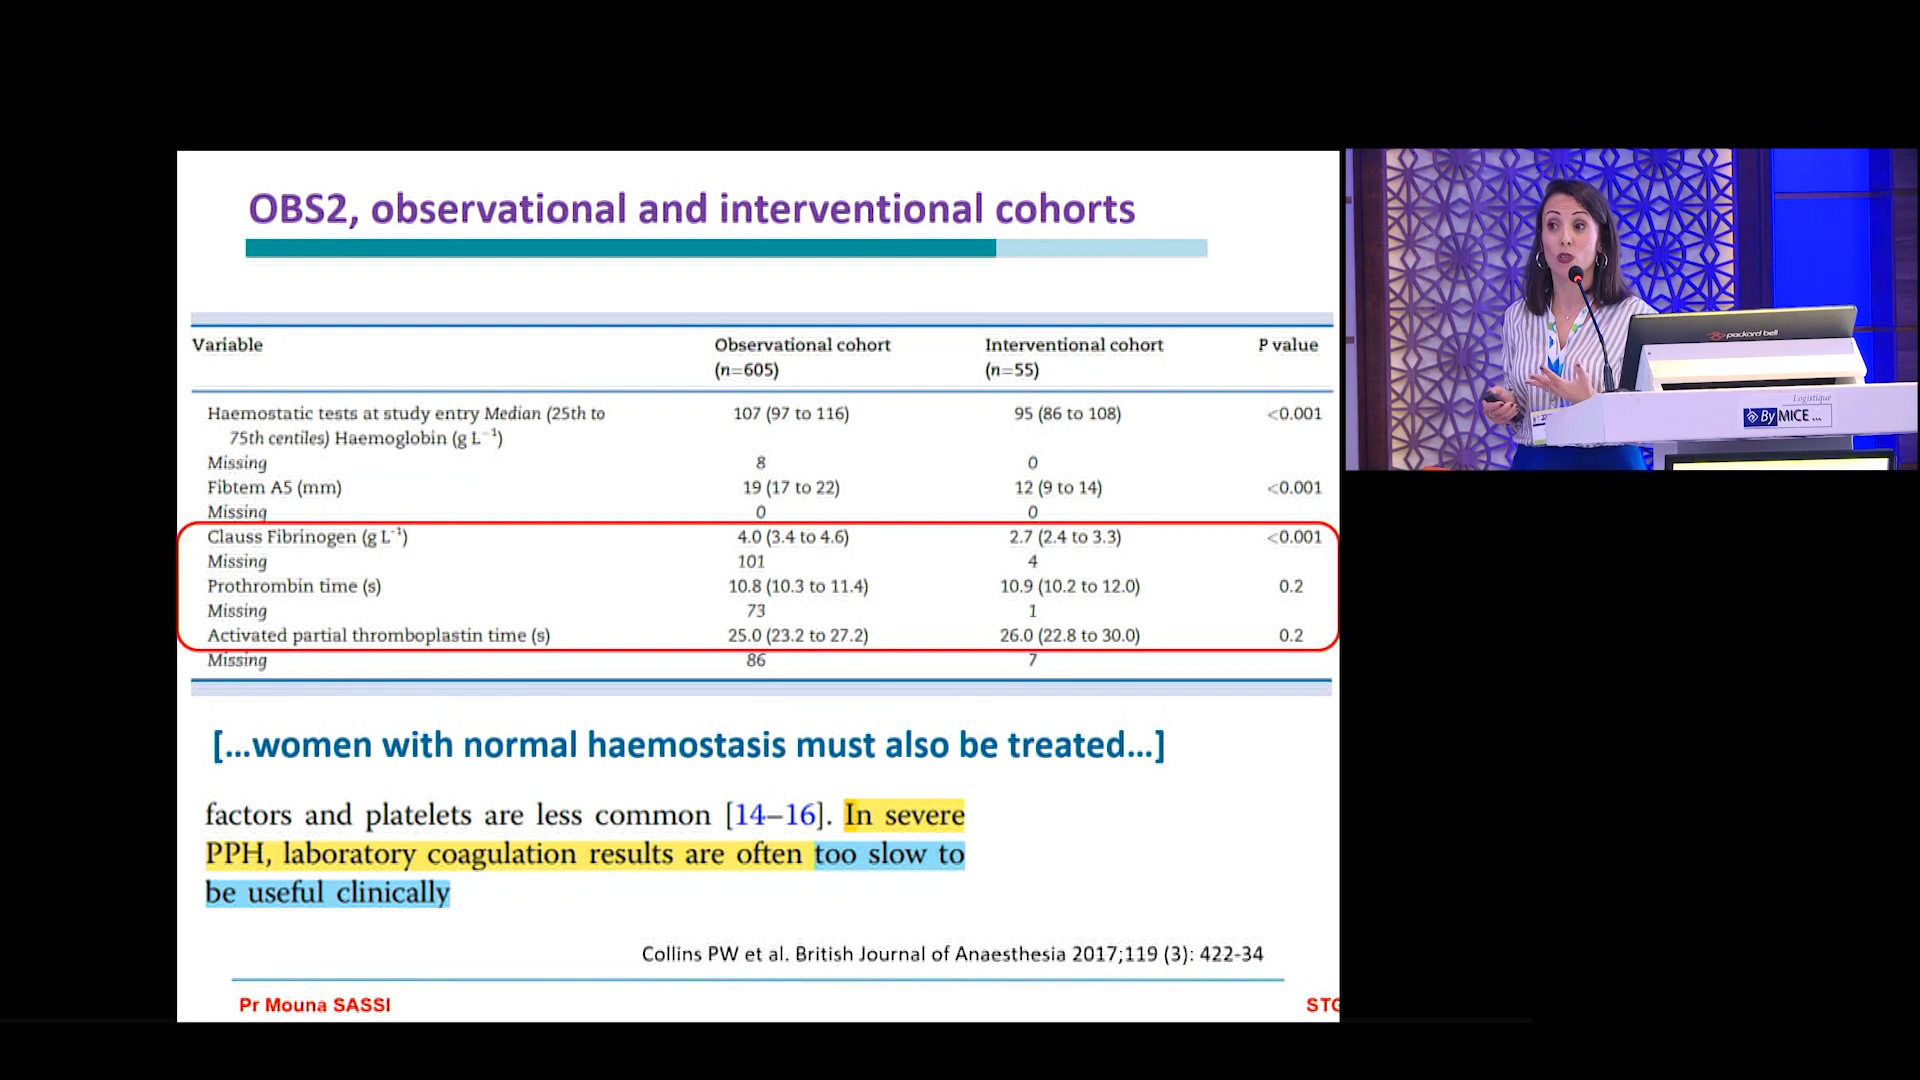 OBS2, observational and interventional cohorts
Variable Observational cohort (n=605) Interventional cohort (n=55) P value
Haemostatic tests at study entry Median (25th to 75th centiles) Haemoglobin (g L⁻¹) 107 (97 to 116) 95 (86 to 108) <0.001
Missing 8 0
Fibtem A5 (mm) 19 (17 to 22) 12 (9 to 14) <0.001
Missing 0 0
Clauss Fibrinogen (g L⁻¹) 4.0 (3.4 to 4.6) 2.7 (2.4 to 3.3) <0.001
Missing 101 4
Prothrombin time (s) 10.8 (10.3 to 11.4) 10.9 (10.2 to 12.0) 0.2
Missing 73 1
Activated partial thromboplastin time (s) 25.0 (23.2 to 27.2) 26.0 (22.8 to 30.0) 0.2
Missing 86 7
[...women with normal haemostasis must also be treated...]
factors and platelets are less common [14–16]. In severe
PPH, laboratory coagulation results are often too slow to
be useful clinically
Collins PW et al. British Journal of Anaesthesia 2017;119 (3): 422-34
Pr Mouna SASSI
packard bell
Logistique
By MICE ...